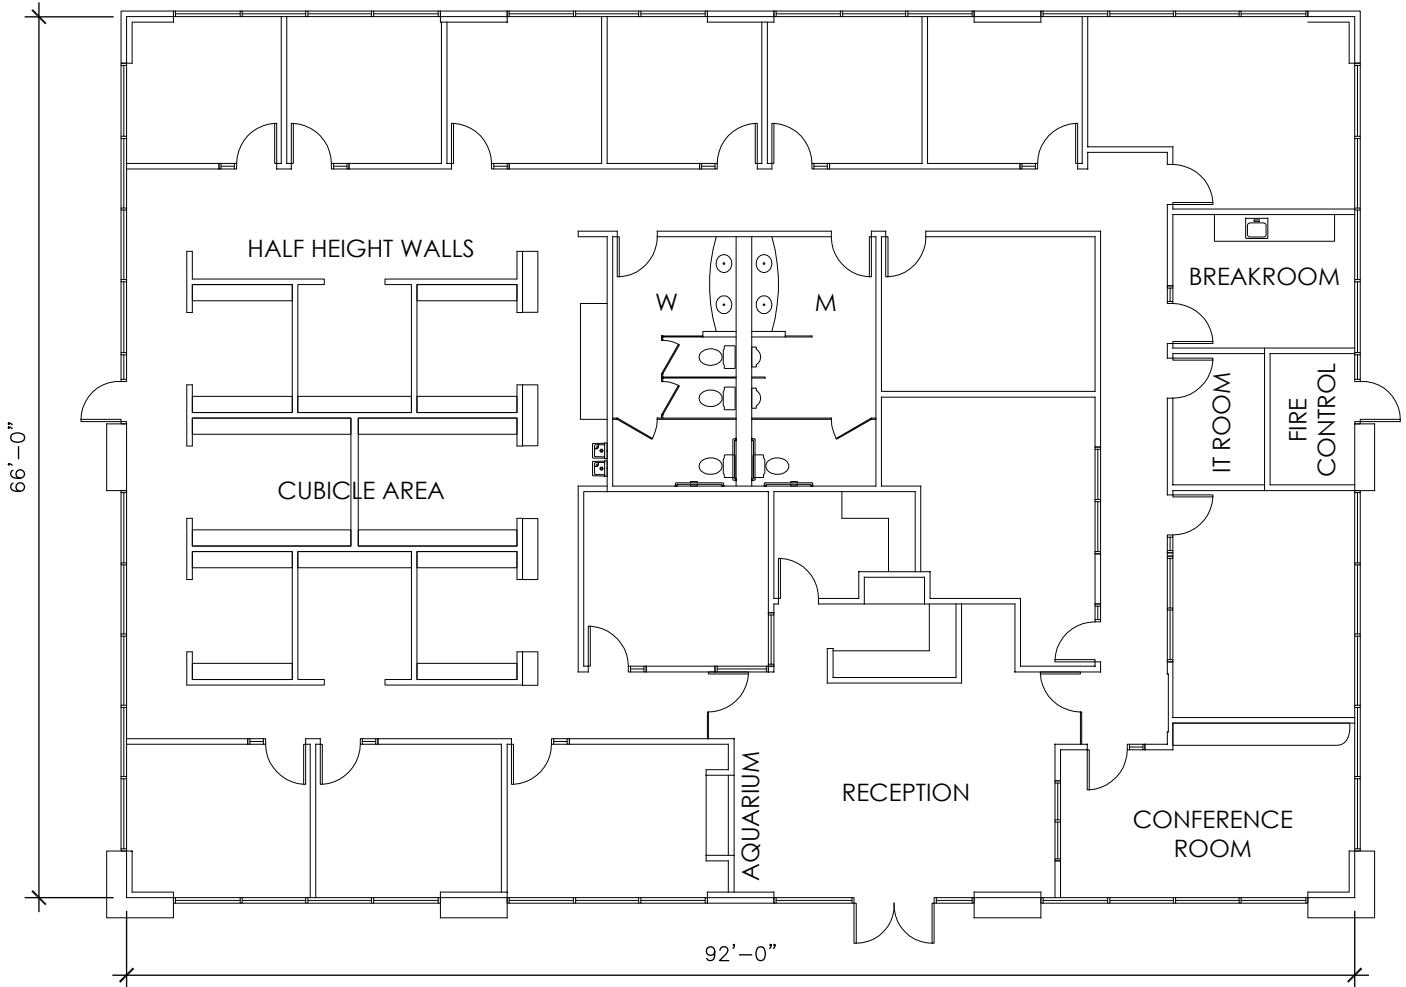 HALF HEIGHT WALLS
W
M
BREAKROOM
IT ROOM
FIRE
CONTROL
66'-0"
CUBICLE AREA
AQUARIUM
RECEPTION
CONFERENCE
ROOM
92'-0"